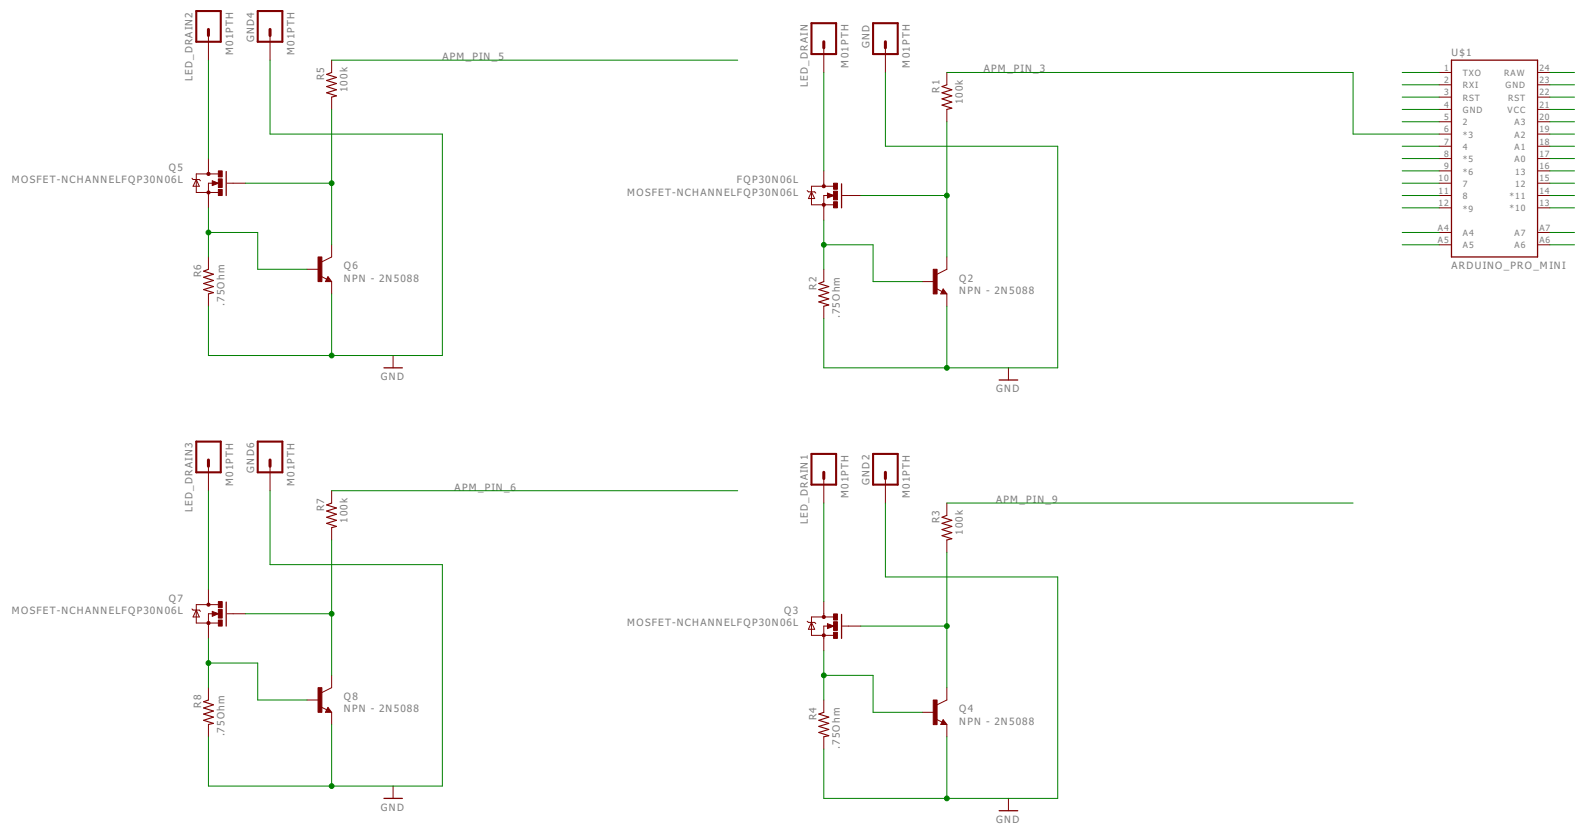 LED_DRAIN2
M01PTH
GND4
M01PTH
R5
100k
APM_PIN_5
Q5
MOSFET-NCHANNELFQP30N06L
R6
.75Ohm
Q6
NPN - 2N5088
GND
LED_DRAIN
M01PTH
GND
M01PTH
R1
100k
APM_PIN_3
FQP30N06L
MOSFET-NCHANNELFQP30N06L
R2
.75Ohm
Q2
NPN - 2N5088
GND
U$1
1 TXO RAW 24
2 RXI GND 23
3 RST RST 22
4 GND VCC 21
5 2 A3 20
6 *3 A2 19
7 4 A1 18
8 *5 A0 17
9 *6 13 16
10 7 12 15
11 8 *11 14
12 *9 *10 13
A4 A4 A7 A7
A5 A5 A6 A6
ARDUINO_PRO_MINI
LED_DRAIN3
M01PTH
GND6
M01PTH
R7
100k
APM_PIN_6
Q7
MOSFET-NCHANNELFQP30N06L
R8
.75Ohm
Q8
NPN - 2N5088
GND
LED_DRAIN1
M01PTH
GND2
M01PTH
R3
100k
APM_PIN_9
Q3
MOSFET-NCHANNELFQP30N06L
R4
.75Ohm
Q4
NPN - 2N5088
GND